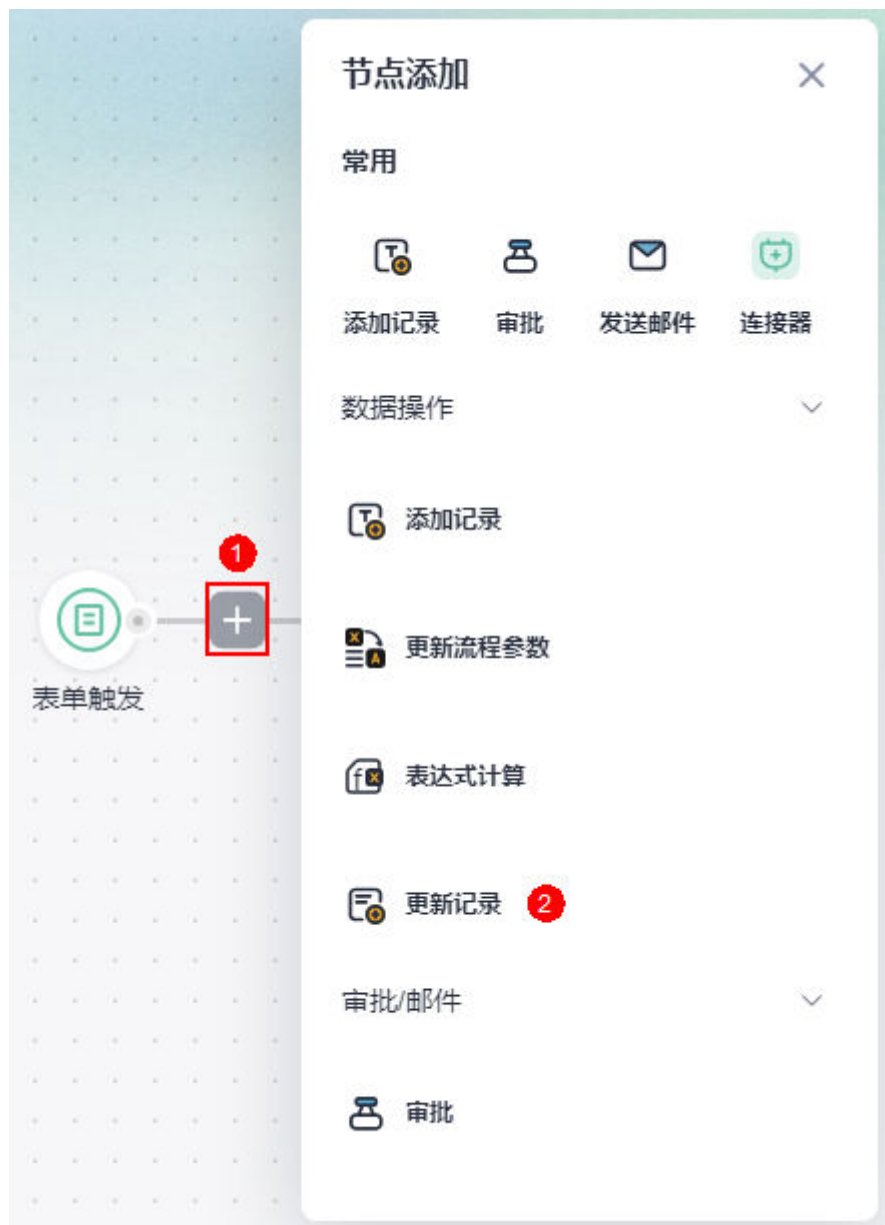 节点添加
常用
添加记录 审批 发送邮件 连接器
数据操作
添加记录
1
表单触发
更新流程参数
表达式计算
更新记录 2
审批/邮件
审批